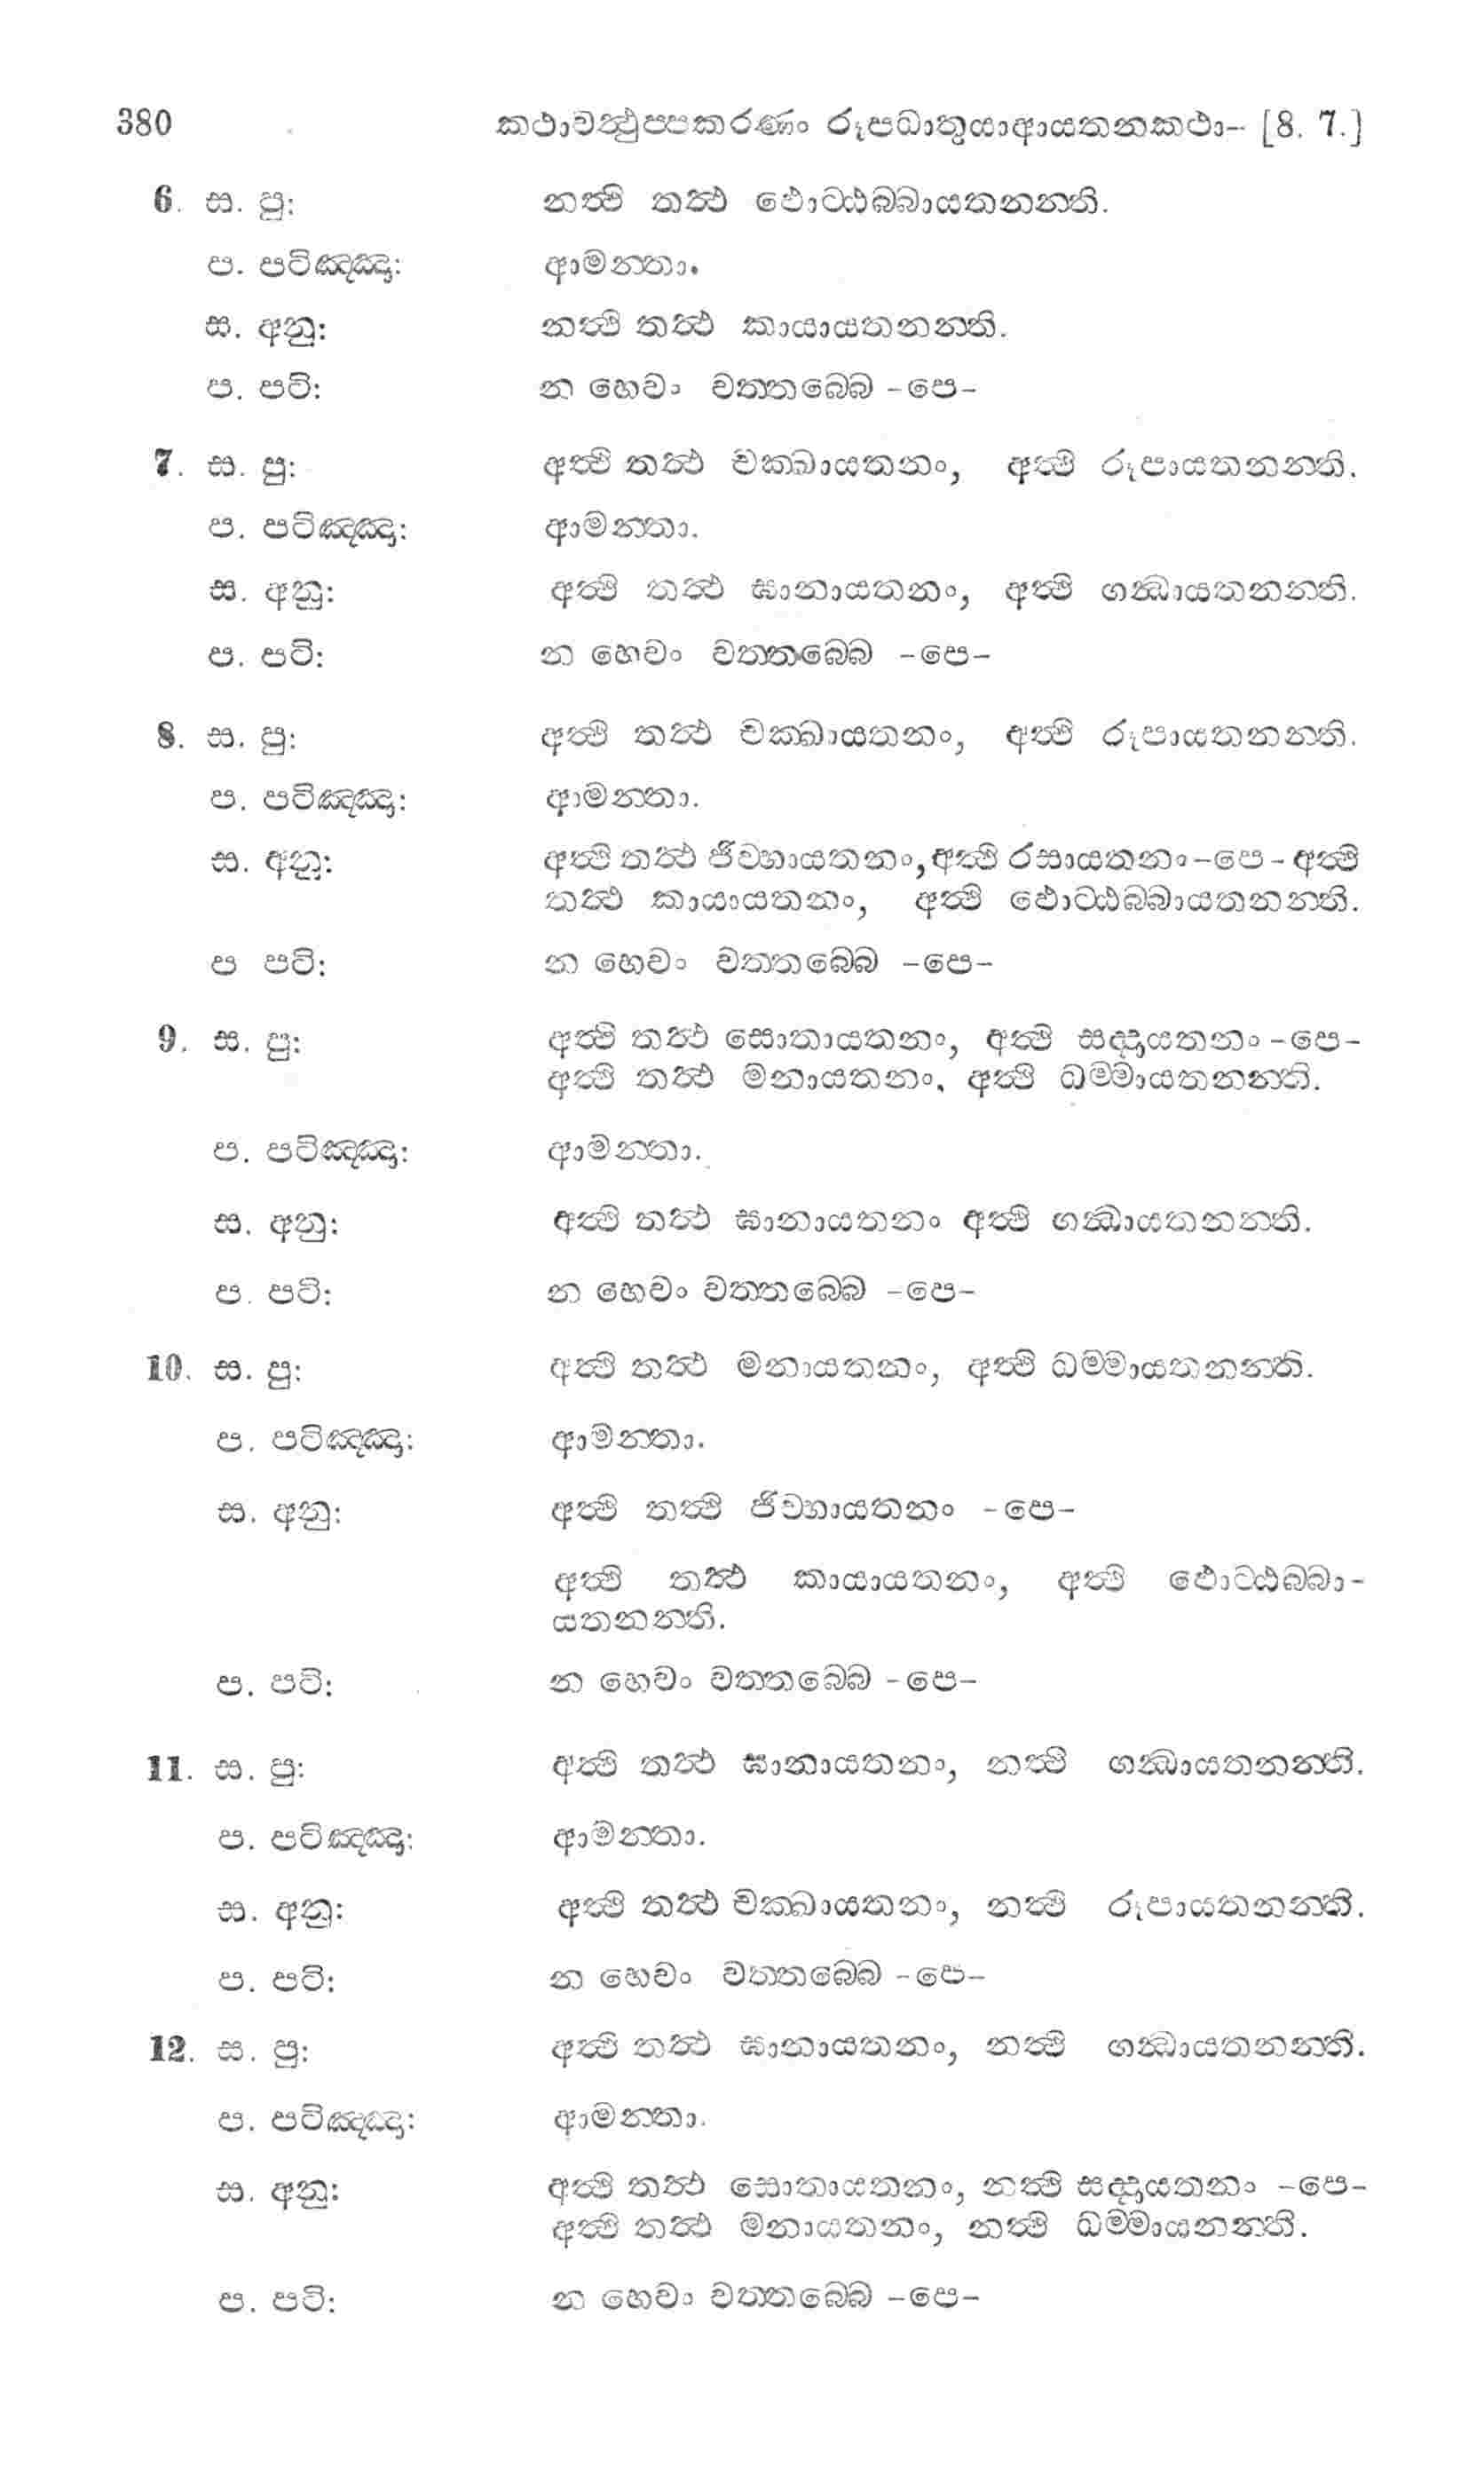 380 කථාවත්‍ථුප්පකරණං රූපධාතුයාආයතනකථා– [8. 7.]
6. ස. පු: නත්‍ථි තත්‍ථ ඵොට්ඨබ්බායතනන්ති.
ප. පටිඤ්ඤා: ආමන්තා.
ස. අනු: නත්‍ථි තත්‍ථ කායායතනන්ති.
ප. පටි: න හෙවං වත්තබ්බෙ -පෙ-
7. ස. පු: අත්‍ථි තත්‍ථ චක්ඛායතනං, අත්‍ථි රූපායතනන්ති.
ප. පටිඤ්ඤා: ආමන්තා.
ස. අනු: අත්‍ථි තත්‍ථ ඝානායතනං, අත්‍ථි ගන්‍ධායතනන්ති.
ප. පටි: න හෙවං වත්තබ්බෙ -පෙ-
8. ස. පු: අත්‍ථි තත්‍ථ චක්ඛායතනං, අත්‍ථි රූපායතනන්ති.
ප. පටිඤ්ඤා: ආමන්තා.
ස. අනු: අත්‍ථි තත්‍ථ ජිව්හායතනං, අත්‍ථි රසායතනං-පෙ- අත්‍ථි
තත්‍ථ කායායතනං, අත්‍ථි ඵොට්ඨබ්බායතනන්ති.
ප පටි: න හෙවං වත්තබ්බෙ -පෙ-
9. ස. පු: අත්‍ථි තත්‍ථ සොතායතනං, අත්‍ථි සද්දායතනං -පෙ-
අත්‍ථි තත්‍ථ මනායතනං, අත්‍ථි ධම්මායතනන්ති.
ප. පටිඤ්ඤා: ආමන්තා.
ස. අනු: අත්‍ථි තත්‍ථ ඝානායතනං අත්‍ථි ගන්‍ධායතනන්ති.
ප. පටි: න හෙවං වත්තබ්බෙ -පෙ-
10. ස. පු: අත්‍ථි තත්‍ථ මනායතනං, අත්‍ථි ධම්මායතනන්ති.
ප. පටිඤ්ඤා: ආමන්තා.
ස. අනු: අත්‍ථි තත්‍ථි ජිව්හායතනං -පෙ-
අත්‍ථි තත්‍ථ කායායතනං, අත්‍ථි ඵොට්ඨබ්බා-
යතනන්ති.
ප. පටි: න හෙවං වත්තබ්බෙ -පෙ-
11. ස. පු: අත්‍ථි තත්‍ථ ඝානායතනං, නත්‍ථි ගන්‍ධායතනන්ති.
ප. පටිඤ්ඤා: ආමන්තා.
ස. අනු: අත්‍ථි තත්‍ථ චක්ඛායතනං, නත්‍ථි රූපායතනන්ති.
ප. පටි: න හෙවං වත්තබ්බෙ -පෙ-
12. ස. පු: අත්‍ථි තත්‍ථ ඝානායතනං, නත්‍ථි ගන්‍ධායතනන්ති.
ප. පටිඤ්ඤා: ආමන්තා.
ස. අනු: අත්‍ථි තත්‍ථ සොතායතනං, නත්‍ථි සද්දායතනං -පෙ-
අත්‍ථි තත්‍ථ මනායතනං, නත්‍ථි ධම්මායනන්ති.
ප. පටි: න හෙවං වත්තබ්බෙ -පෙ-